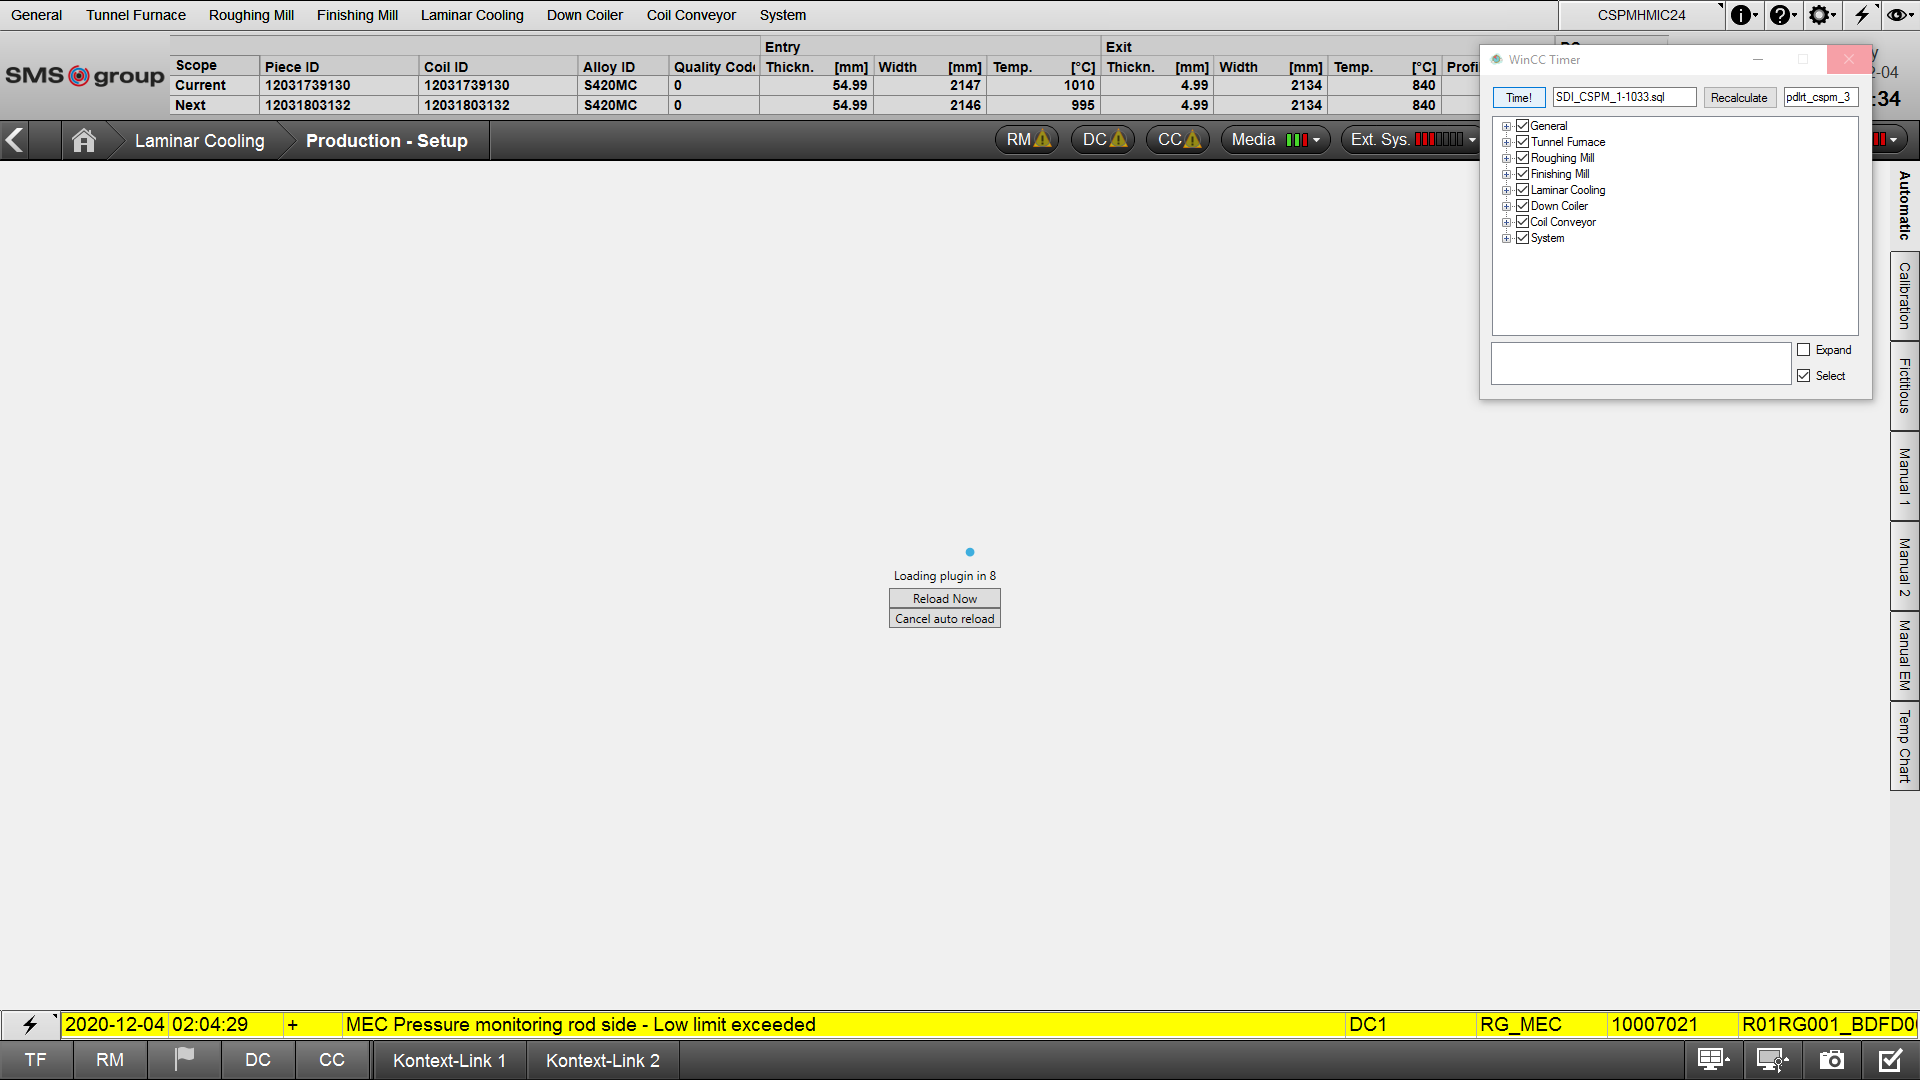 General Tunnel Furnace Roughing Mill Finishing Mill Laminar Cooling Down Coiler Coil Conveyor System CSPMHMIC24
Entry Exit
SMS group
Scope Piece ID Coil ID Alloy ID Quality Code Thickn. [mm] Width [mm] Temp. [°C] Thickn. [mm] Width [mm] Temp. [°C] Profi
Current 12031739130 12031739130 S420MC 0 54.99 2147 1010 4.99 2134 840
Next 12031803132 12031803132 S420MC 0 54.99 2146 995 4.99 2134 840
-04
:34
Laminar Cooling Production - Setup RM DC CC Media Ext. Sys.
WinCC Timer
Time! SDI_CSPM_1-1033.sql Recalculate pdlrt_cspm_3
General
Tunnel Furnace
Roughing Mill
Finishing Mill
Laminar Cooling
Down Coiler
Coil Conveyor
System
Expand
Select
Automatic
Calibration
Fictitious
Manual 1
Manual 2
Manual EM
Temp Chart
Loading plugin in 8
Reload Now
Cancel auto reload
2020-12-04 02:04:29 + MEC Pressure monitoring rod side - Low limit exceeded DC1 RG_MEC 10007021 R01RG001_BDFD0
TF RM DC CC Kontext-Link 1 Kontext-Link 2